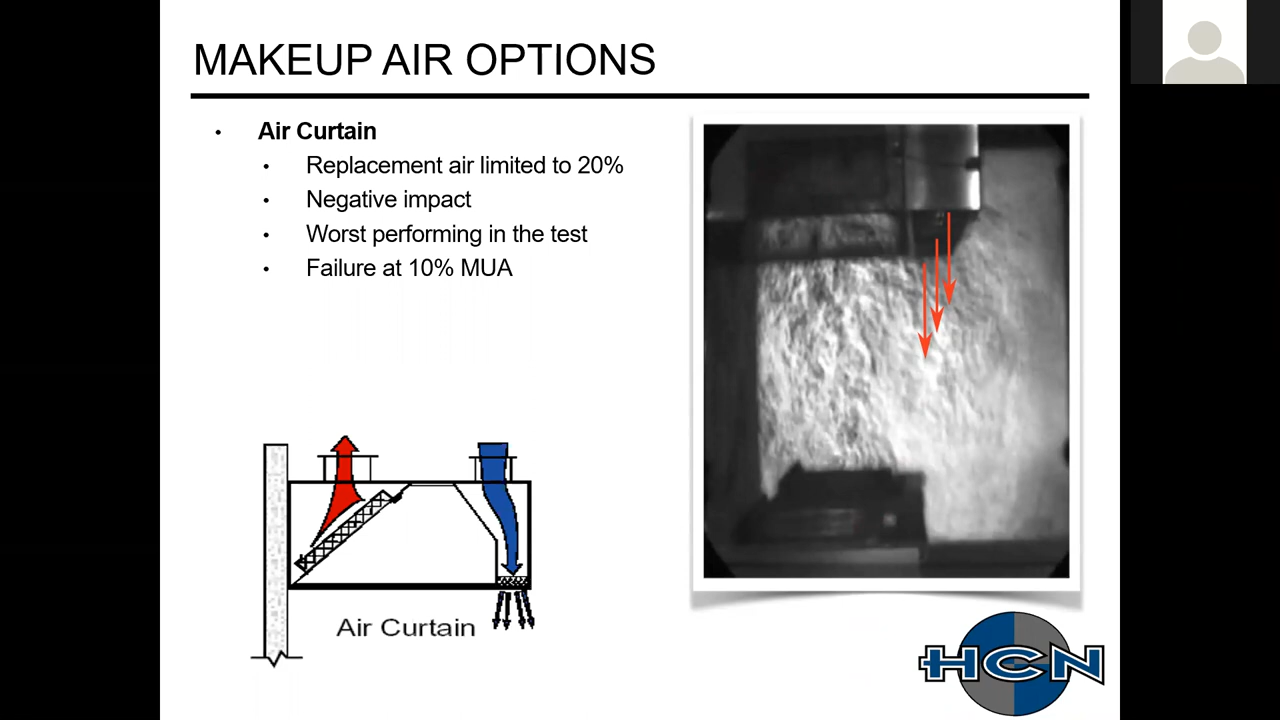 MAKEUP AIR OPTIONS
• Air Curtain
• Replacement air limited to 20%
• Negative impact
• Worst performing in the test
• Failure at 10% MUA
Air Curtain
HCN